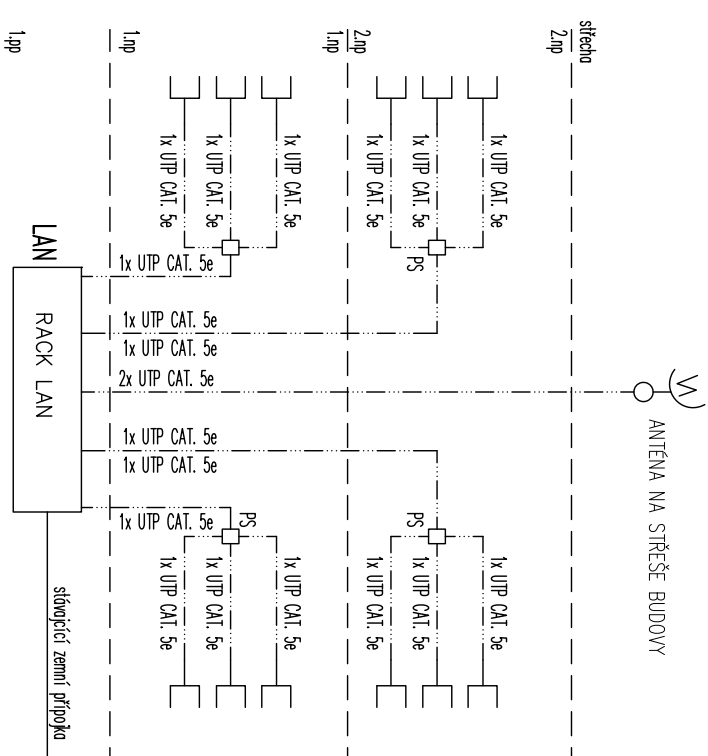 střecha
2.np
2.np
1.np
1.np
1.pp
ANTÉNA NA STŘEŠE BUDOVY
1x UTP CAT. 5e
1x UTP CAT. 5e
1x UTP CAT. 5e
PS
1x UTP CAT. 5e
1x UTP CAT. 5e
1x UTP CAT. 5e
PS
1x UTP CAT. 5e
1x UTP CAT. 5e
1x UTP CAT. 5e
1x UTP CAT. 5e
1x UTP CAT. 5e
1x UTP CAT. 5e
PS
1x UTP CAT. 5e
1x UTP CAT. 5e
1x UTP CAT. 5e
2x UTP CAT. 5e
1x UTP CAT. 5e
1x UTP CAT. 5e
1x UTP CAT. 5e
LAN
RACK LAN
stávající zemní přípojka